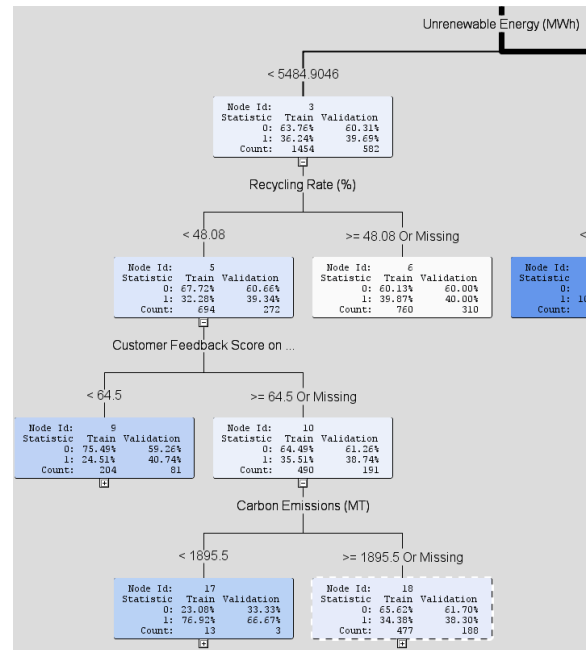 Unrenewable Energy (MWh)
< 5484.9046
Node Id: 3
Statistic Train Validation
0: 63.76% 60.31%
1: 36.24% 39.69%
Count: 1454 582
Recycling Rate (%)
< 48.08
>= 48.08 Or Missing
<
Node Id: 5
Statistic Train Validation
0: 67.72% 60.66%
1: 32.28% 39.34%
Count: 694 272
Node Id: 6
Statistic Train Validation
0: 60.13% 60.00%
1: 39.87% 40.00%
Count: 760 310
Node Id:
Statistic
0:
1: 10
Count:
Customer Feedback Score on ...
< 64.5
>= 64.5 Or Missing
Node Id: 9
Statistic Train Validation
0: 75.49% 59.26%
1: 24.51% 40.74%
Count: 204 81
Node Id: 10
Statistic Train Validation
0: 64.49% 61.26%
1: 35.51% 38.74%
Count: 490 191
Carbon Emissions (MT)
< 1895.5
>= 1895.5 Or Missing
Node Id: 17
Statistic Train Validation
0: 23.08% 33.33%
1: 76.92% 66.67%
Count: 13 3
Node Id: 18
Statistic Train Validation
0: 65.62% 61.70%
1: 34.38% 38.30%
Count: 477 188